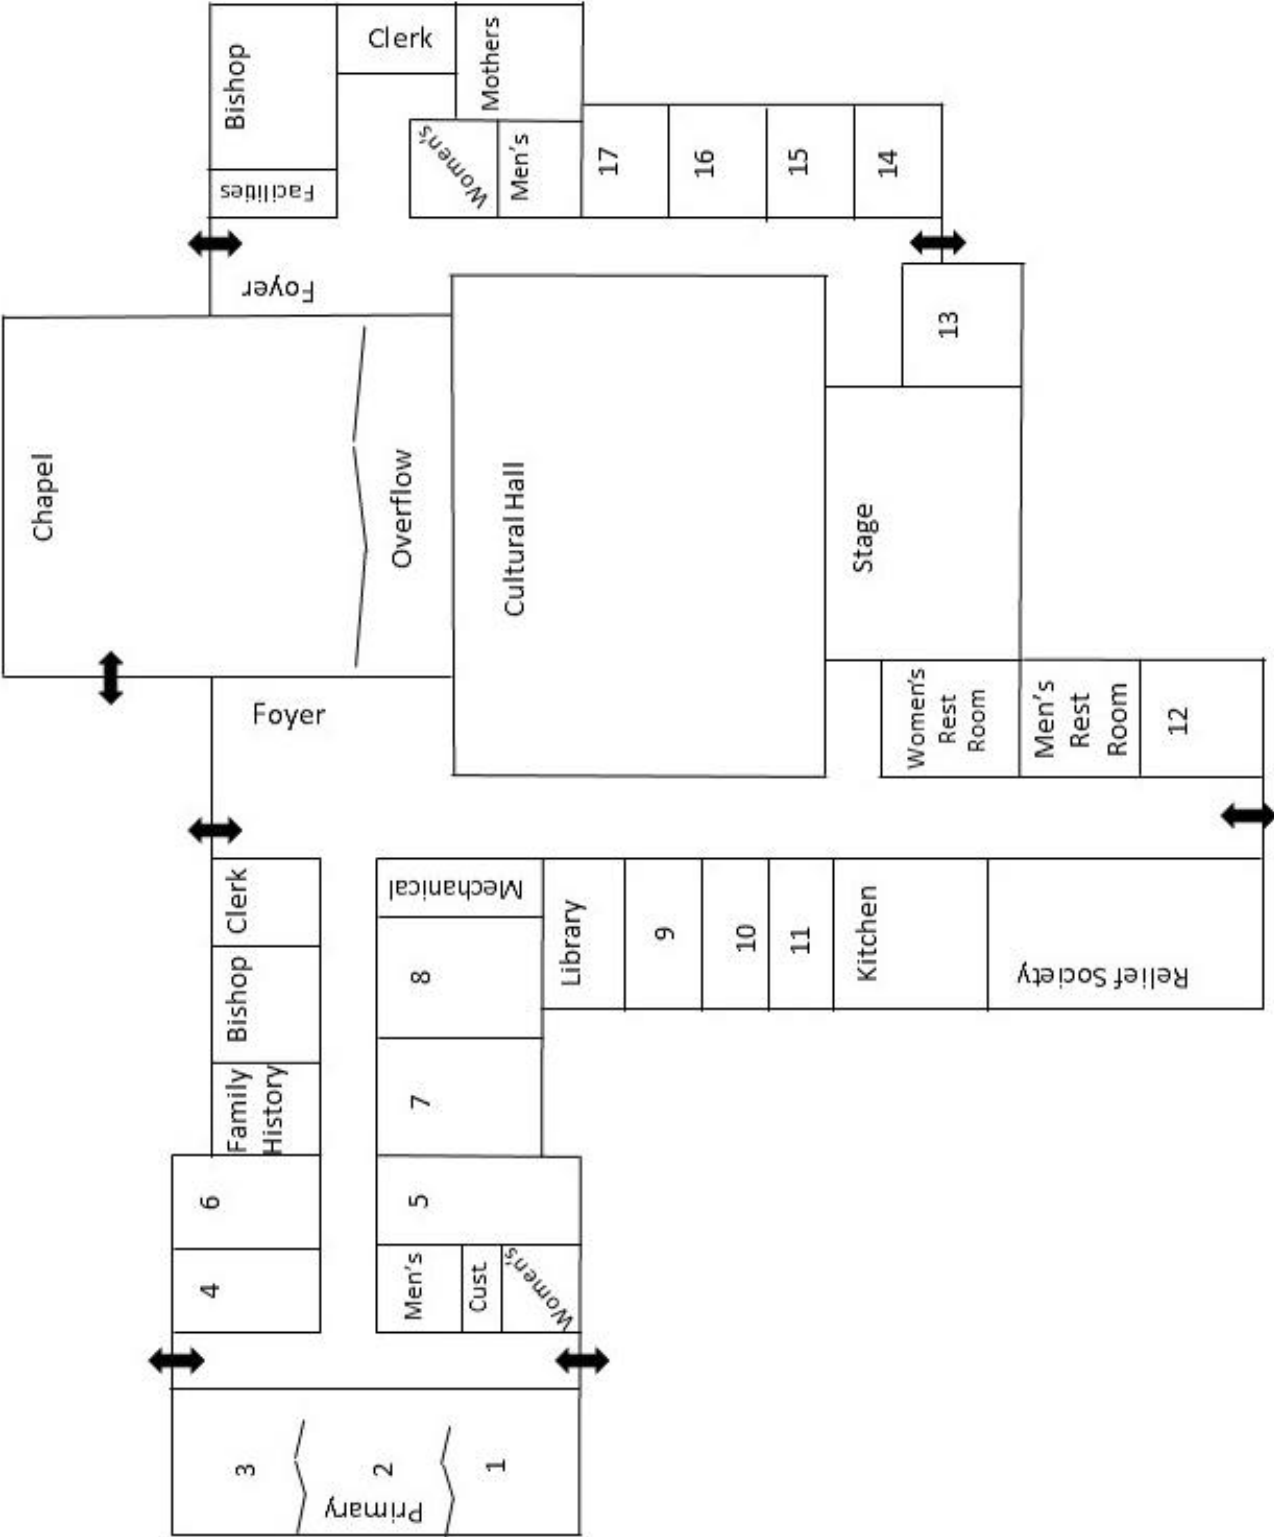 Bishop
Clerk
Mothers
Facilities
Women's
Men's
17
16
15
14
Foyer
13
Chapel
Overflow
Cultural Hall
Stage
Foyer
Women's
Rest
Room
Men's
Rest
Room
12
Clerk
Mechanical
Library
9
10
11
Kitchen
Relief Society
Bishop
8
Family
History
7
6
5
4
Men's
Cust
Women's
3
2
1
Primary